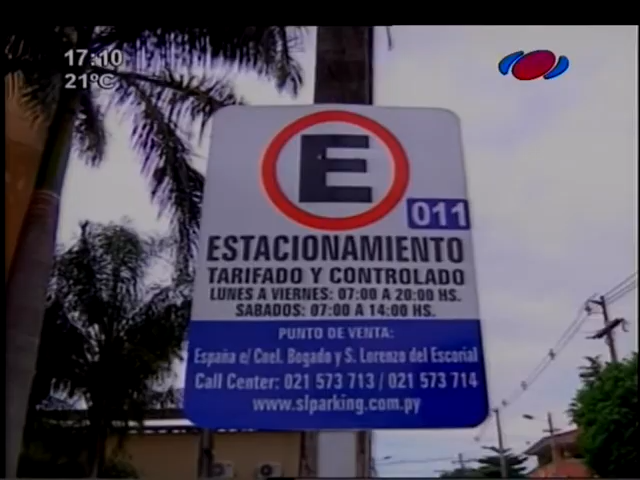 17:10
21°C
E
011
ESTACIONAMIENTO
TARIFADO Y CONTROLADO
LUNES A VIERNES: 07:00 A 20:00 HS.
SABADOS: 07:00 A 14:00 HS.
PUNTO DE VENTA:
España e/ Cnel. Bogado y S. Lorenzo del Escorial
Call Center: 021 573 713 / 021 573 714
www.slparking.com.py